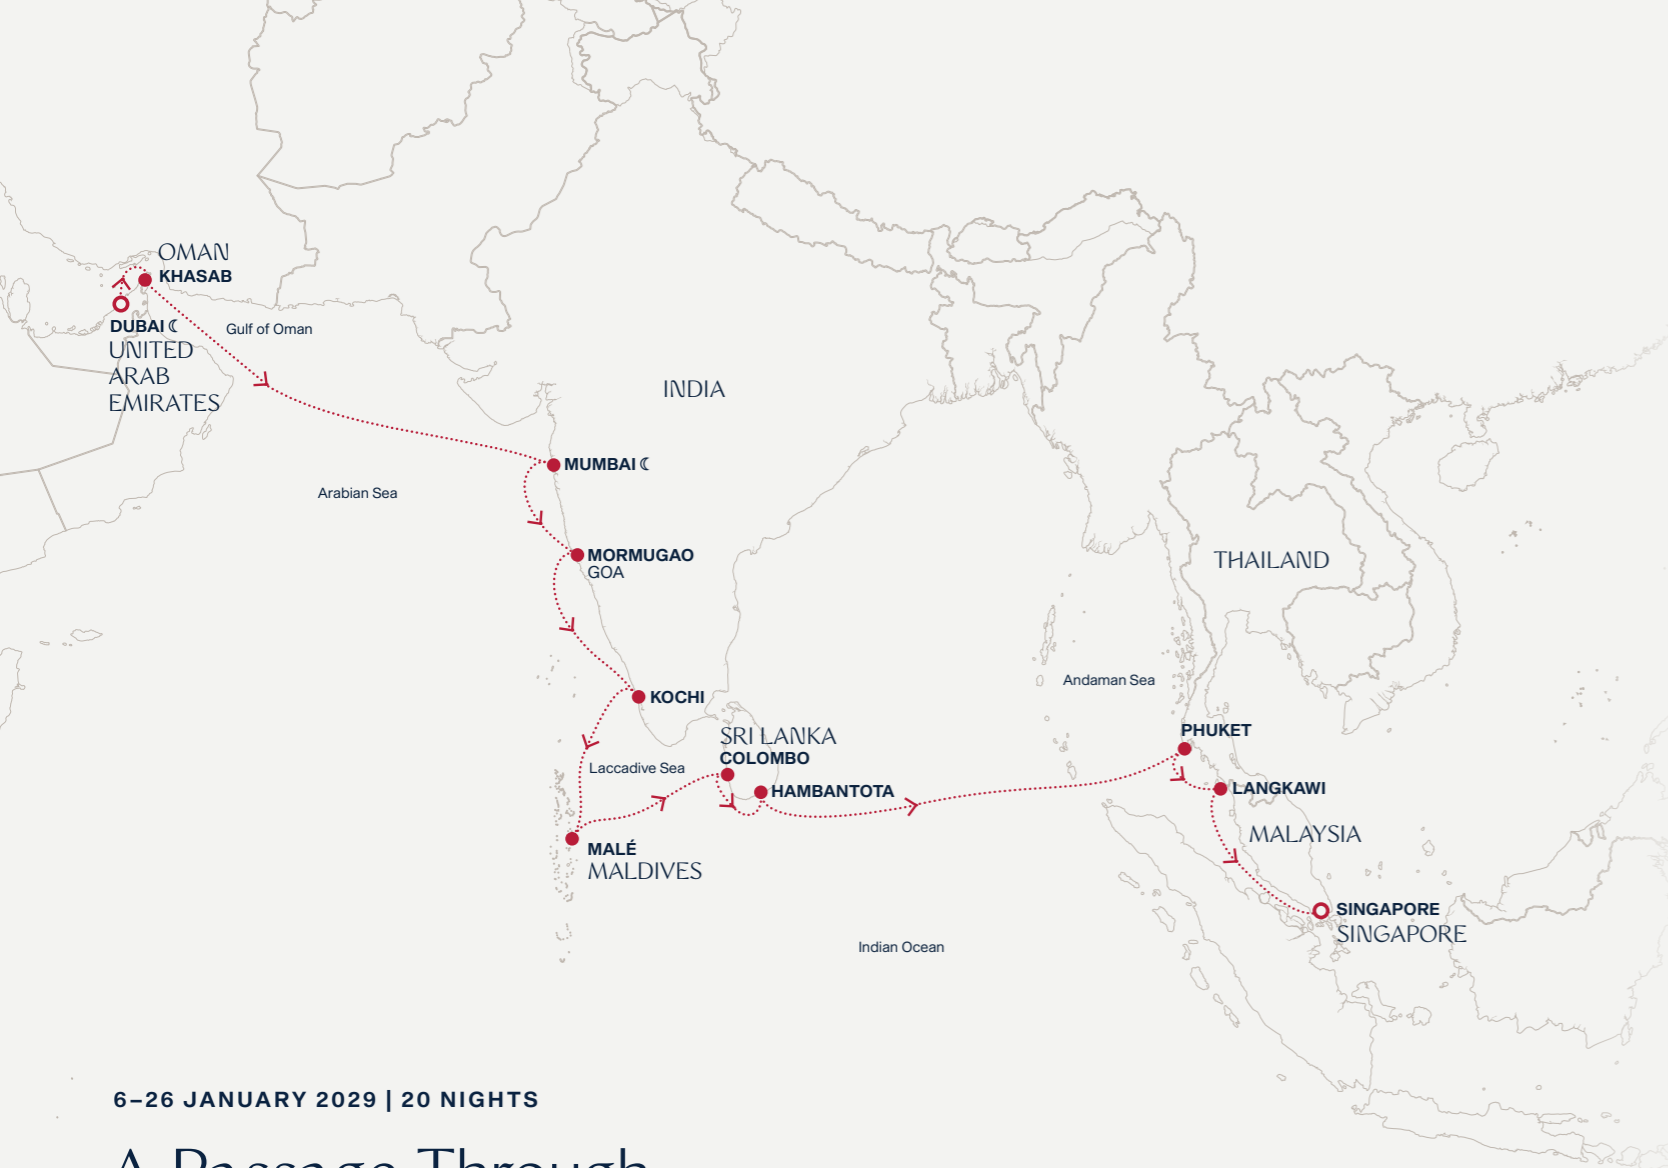 OMAN
KHASAB
DUBAI ☾
UNITED
ARAB
EMIRATES
Gulf of Oman
INDIA
MUMBAI ☾
Arabian Sea
MORMUGAO
GOA
THAILAND
KOCHI
Andaman Sea
SRI LANKA
COLOMBO
PHUKET
Laccadive Sea
HAMBANTOTA
LANGKAWI
MALAYSIA
MALÉ
MALDIVES
SINGAPORE
SINGAPORE
Indian Ocean
6–26 JANUARY 2029 | 20 NIGHTS
A Passage Through